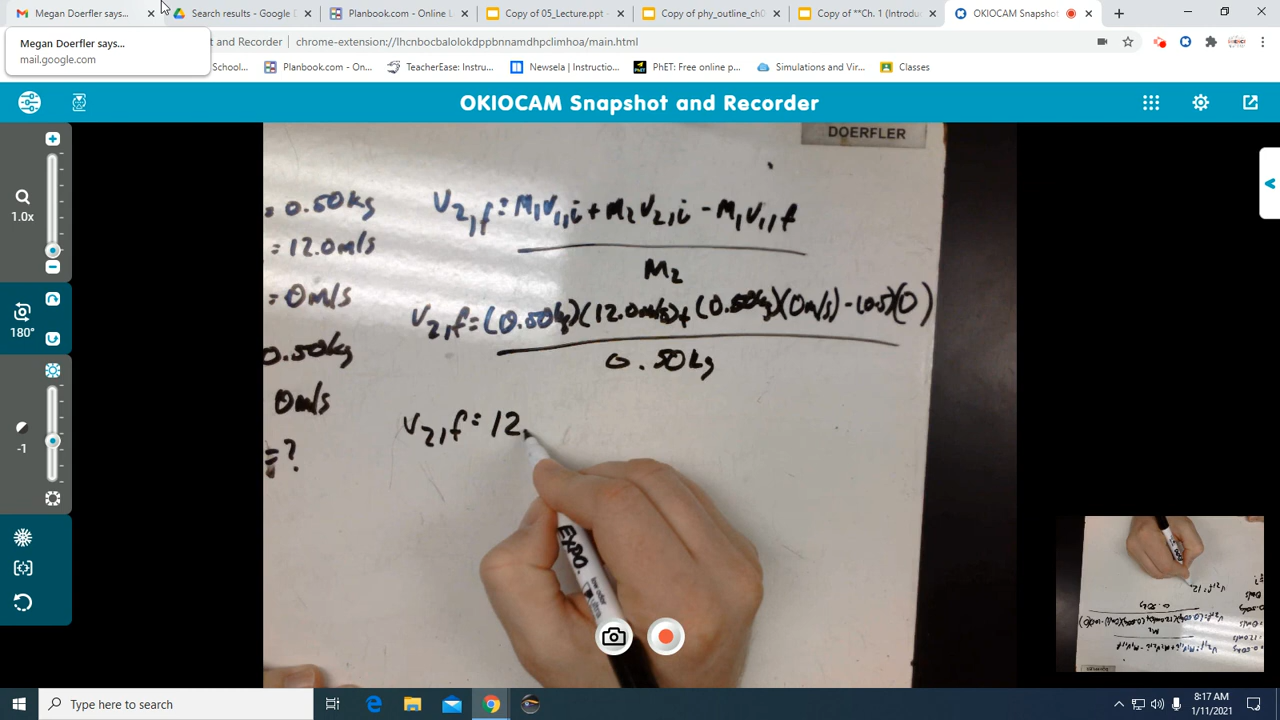 Megan Doerfler says...
Search results - Google D
Planbook.com - Online L
Copy of 05_Lecture.ppt -
Copy of phy_outline_ch0
Copy of **Ch. 1 (Introdu
OKIOCAM Snapshot
Megan Doerfler says...
mail.google.com
t and Recorder
chrome-extension://lhcnbocbalolokdppbnnamdhpclimhoa/main.html
School...
Planbook.com - On...
TeacherEase: Instru...
Newsela | Instructio...
PhET: Free online p...
Simulations and Vir...
Classes
OKIOCAM Snapshot and Recorder
DOERFLER
= 0.50kg
= 12.0m/s
= 0m/s
0.50kg
0m/s
= ?
V2,f = M1V1,i + M2V2,i - M1V1,f
M2
V2,f = (0.50kg)(12.0m/s)+(0.50kg)(0m/s) - (0.5)(0)
0.50kg
V2,f = 12.
EXPO
1.0x
180°
-1
Type here to search
8:17 AM
1/11/2021